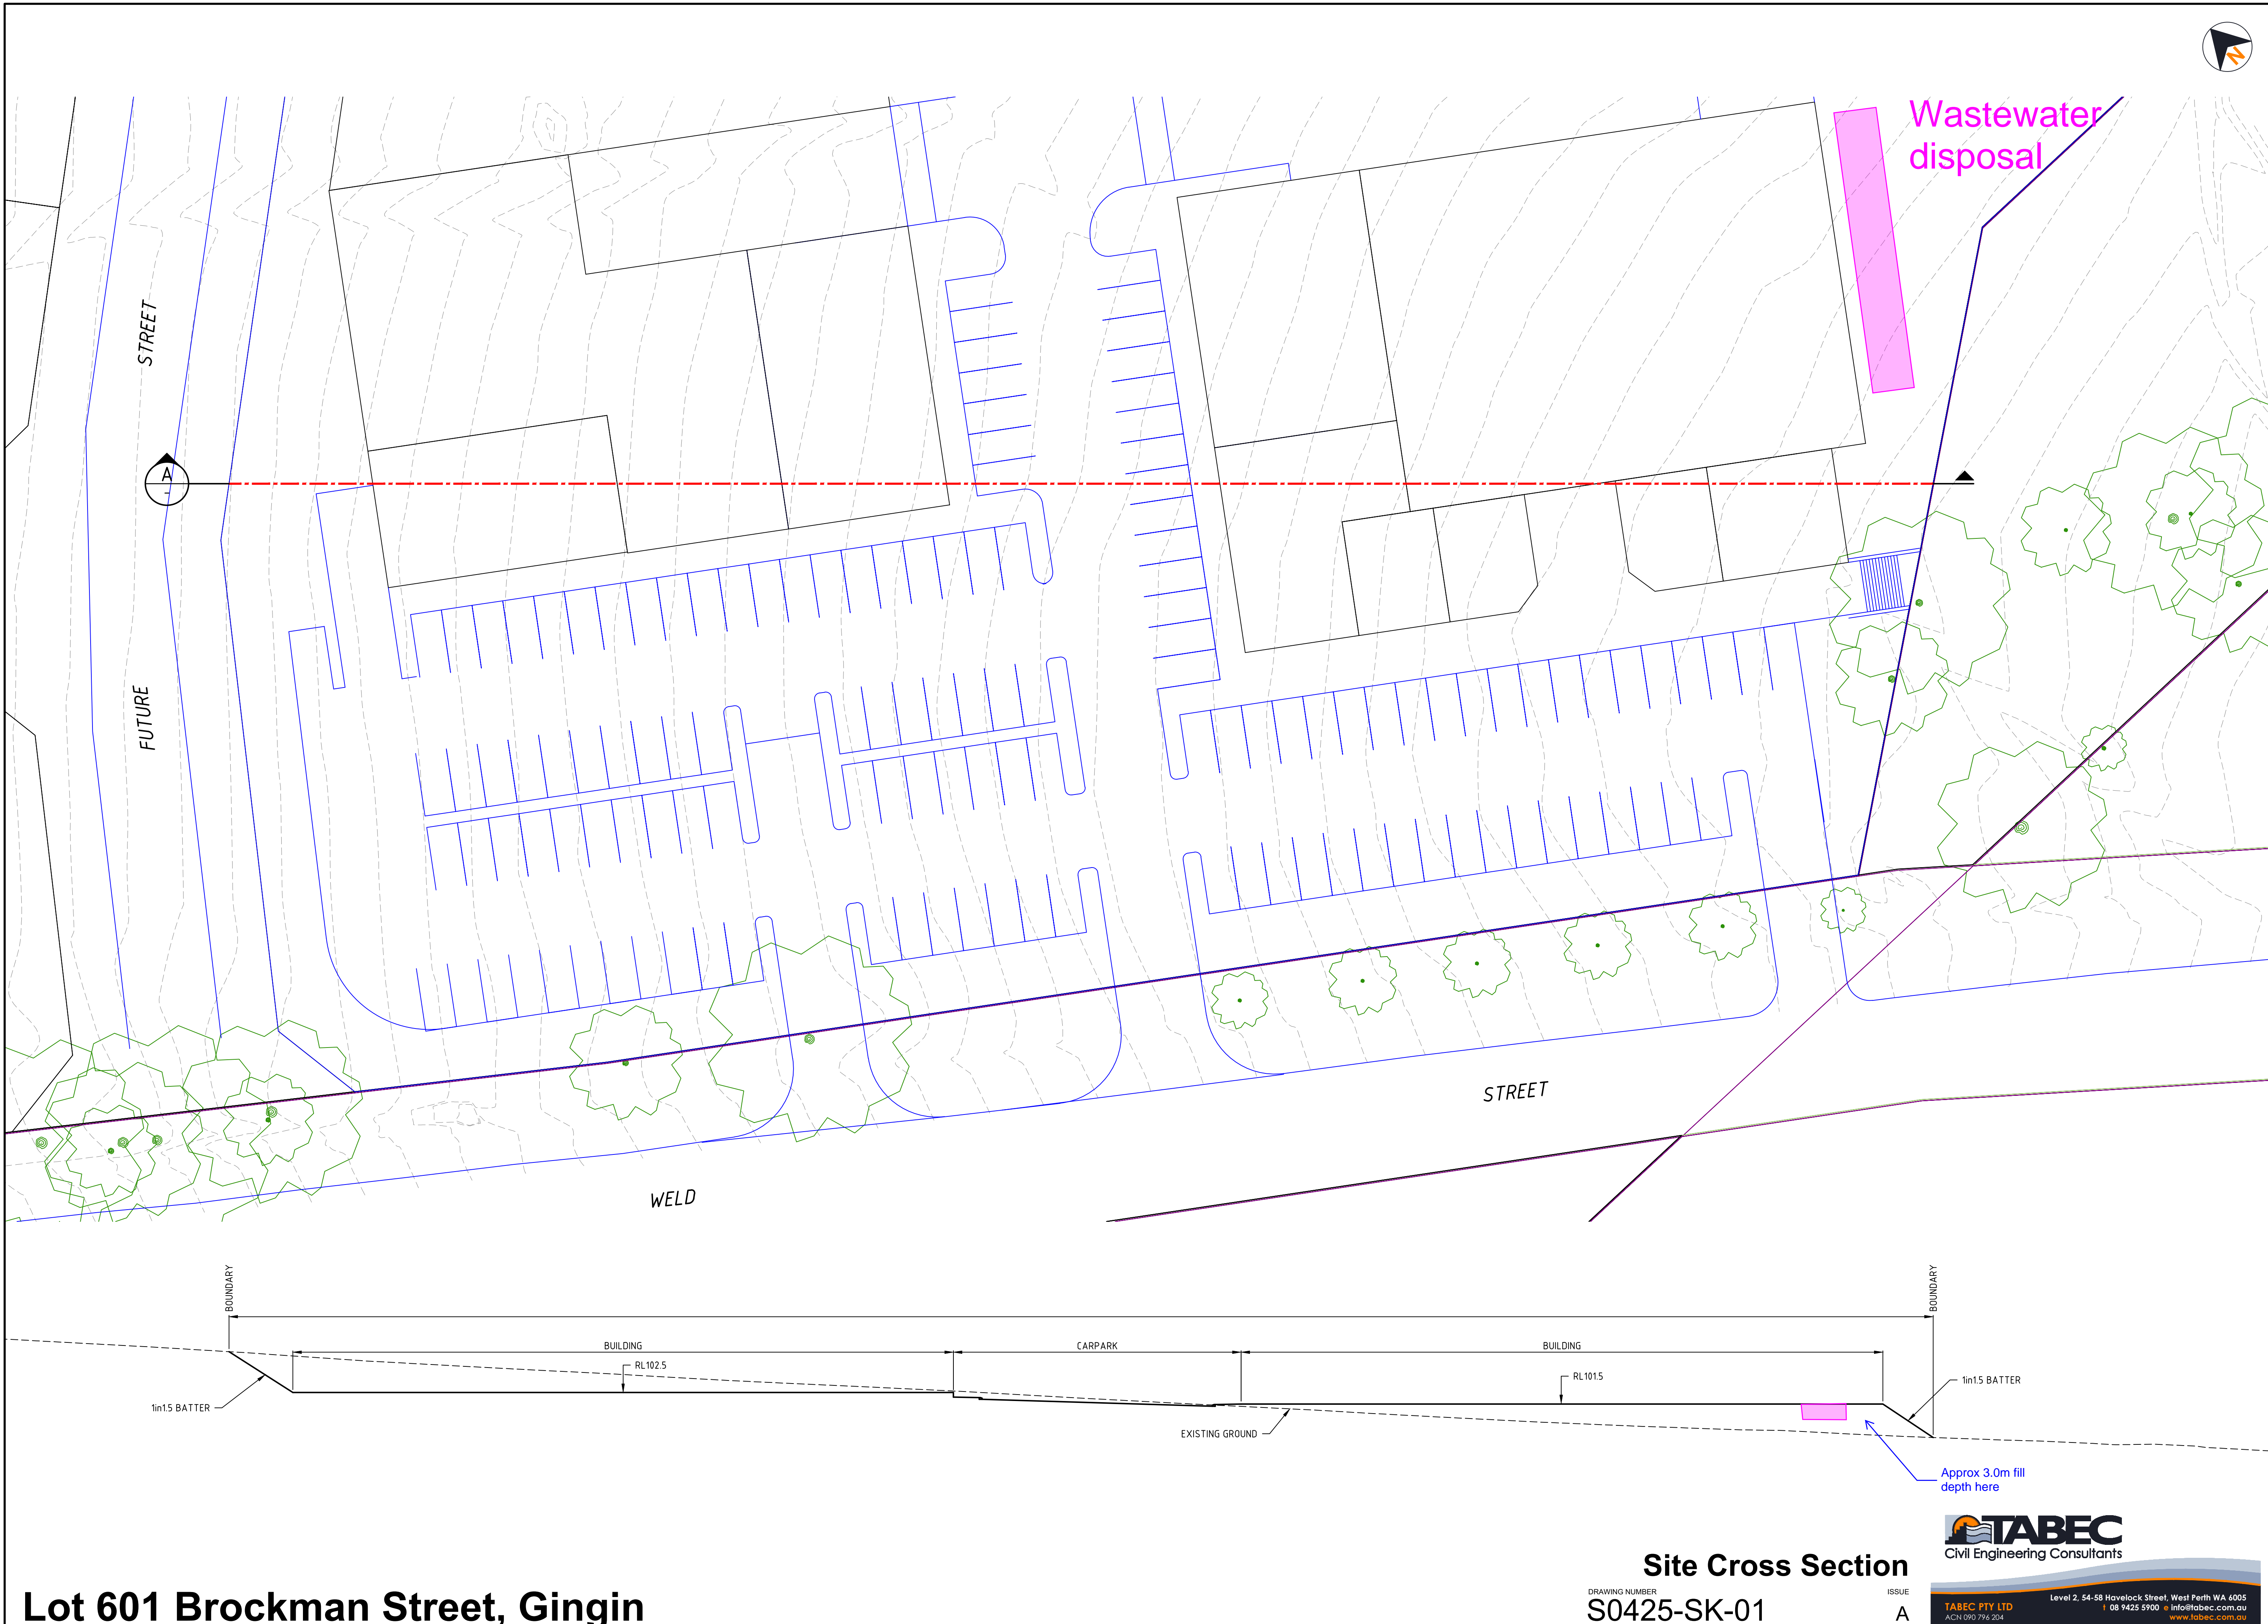 N
Wastewater
disposal
STREET
FUTURE
A
-
STREET
WELD
BOUNDARY
BOUNDARY
BUILDING
CARPARK
BUILDING
RL102.5
RL101.5
1in1.5 BATTER
1in1.5 BATTER
EXISTING GROUND
Approx 3.0m fill
depth here
TABEC
Civil Engineering Consultants
Site Cross Section
DRAWING NUMBER
ISSUE
S0425-SK-01
A
Lot 601 Brockman Street, Gingin
TABEC PTY LTD
ACN 090 796 204
Level 2, 54-58 Havelock Street, West Perth WA 6005
t 08 9425 5900 e info@tabec.com.au
www.tabec.com.au